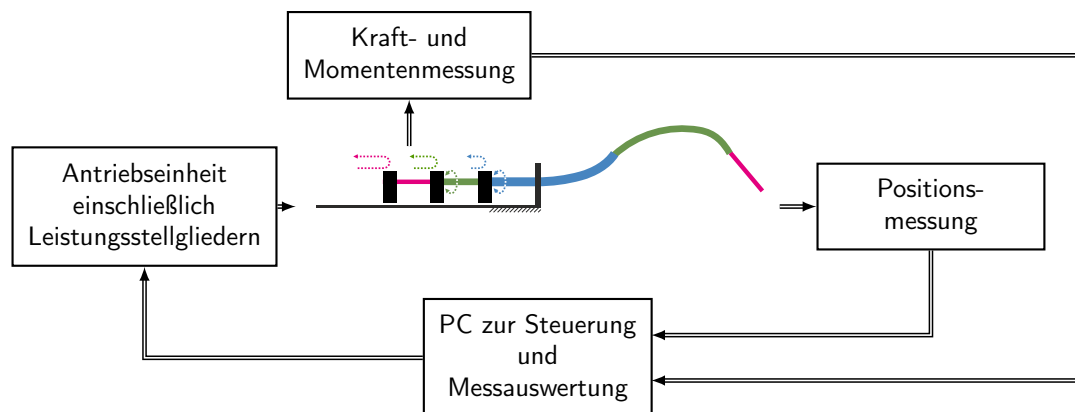 Kraft- und
Momentenmessung
Antriebseinheit
einschließlich
Leistungsstellgliedern
Positions-
messung
PC zur Steuerung
und
Messauswertung